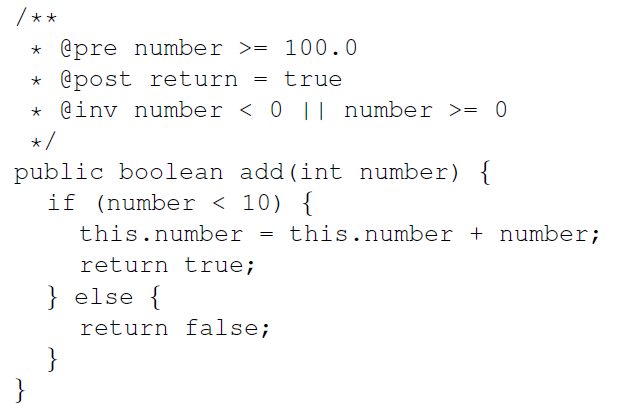 /**
 * @pre number >= 100.0
 * @post return = true
 * @inv number < 0 || number >= 0
 */
public boolean add(int number) {
  if (number < 10) {
    this.number = this.number + number;
    return true;
  } else {
    return false;
  }
}